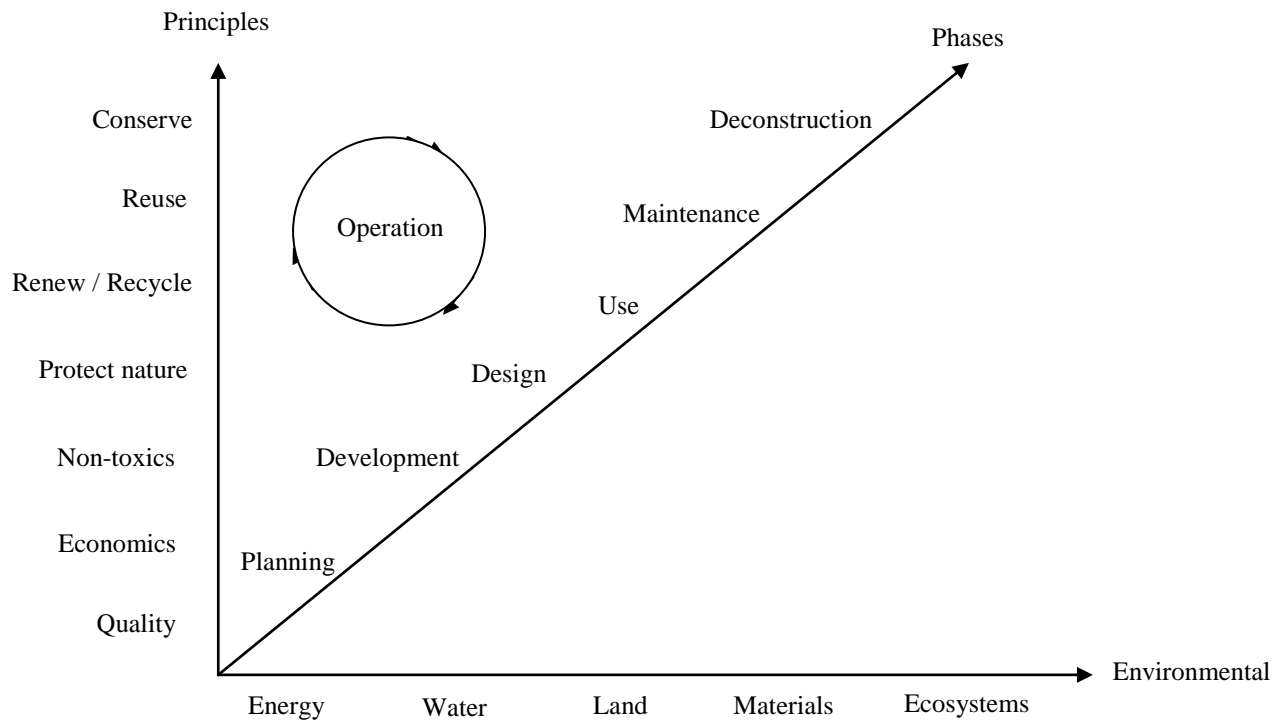 Principles
Phases
Conserve
Deconstruction
Reuse
Maintenance
Operation
Renew / Recycle
Use
Protect nature
Design
Non-toxics
Development
Economics
Planning
Quality
Environmental
Energy
Water
Land
Materials
Ecosystems